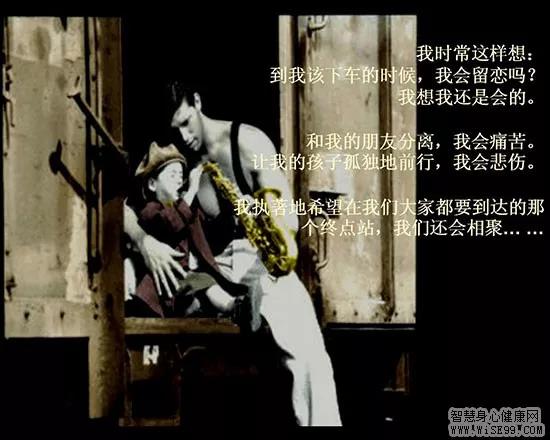 我时常这样想：
到我该下车的时候，我会留恋吗？
我想我还是会的。
和我的朋友分离，我会痛苦。
让我的孩子孤独地前行，我会悲伤。
我执著地希望在我们大家都要到达的那
个终点站，我们还会相聚... ...
智慧身心健康网
www.WiSE99.com